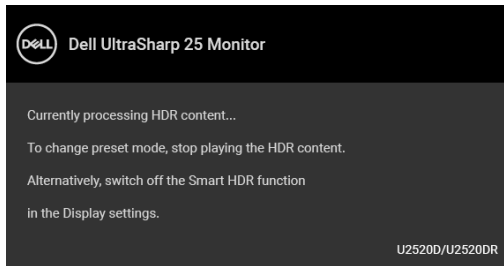 DELL
Dell UltraSharp 25 Monitor
Currently processing HDR content...
To change preset mode, stop playing the HDR content.
Alternatively, switch off the Smart HDR function
in the Display settings.
U2520D/U2520DR